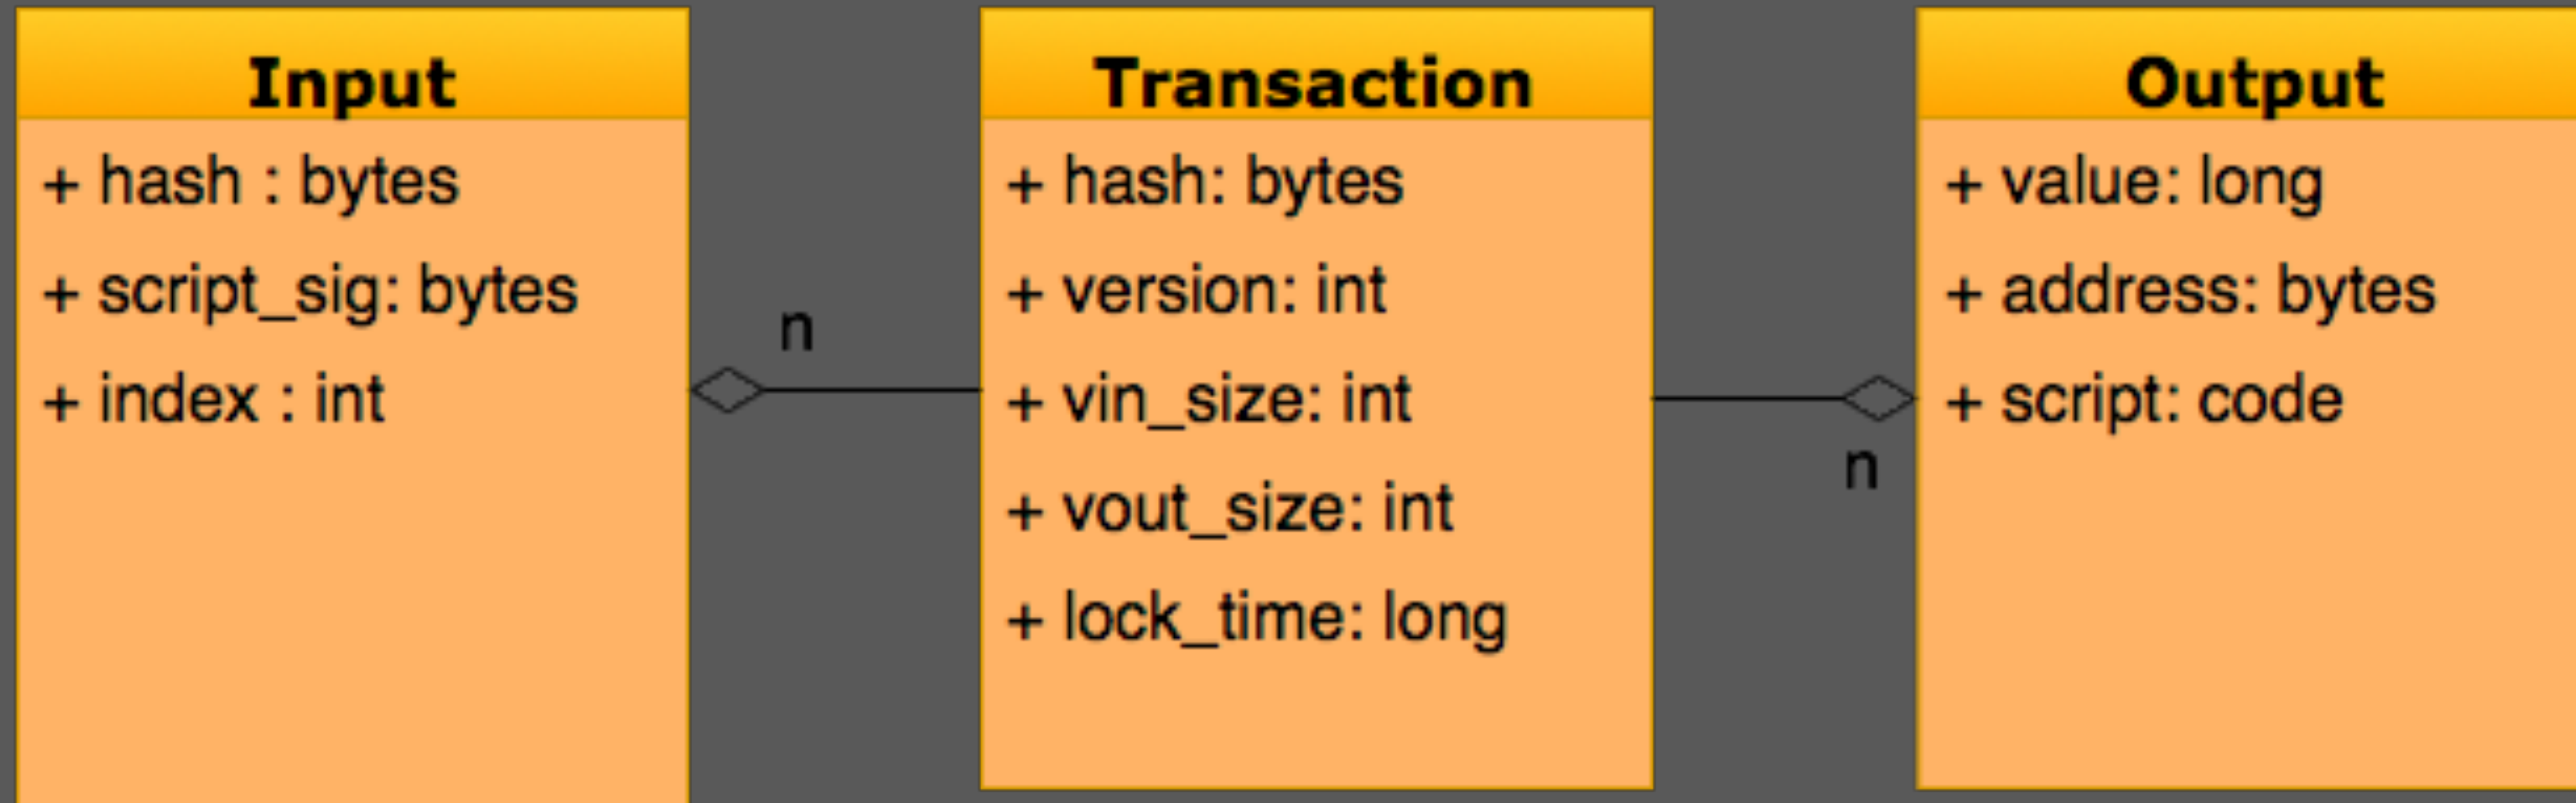 Input
+ hash : bytes
+ script_sig: bytes
+ index : int
n
Transaction
+ hash: bytes
+ version: int
+ vin_size: int
+ vout_size: int
+ lock_time: long
n
Output
+ value: long
+ address: bytes
+ script: code